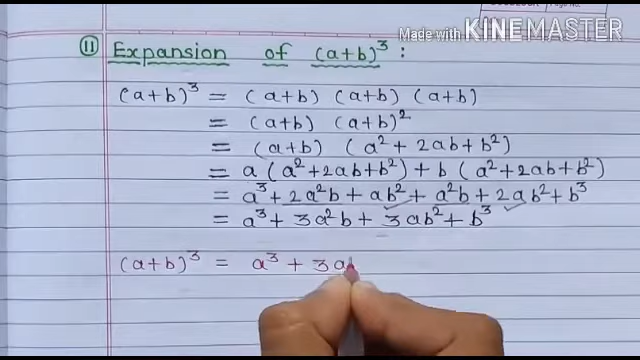 Made with KINEMASTER
⑪ Expansion of (a+b)³ :
(a+b)³ = (a+b) (a+b) (a+b)
= (a+b) (a+b)²
= (a+b) (a² + 2ab + b²)
= a (a² + 2ab + b²) + b (a² + 2ab + b²)
= a³ + 2a²b + ab² + a²b + 2ab² + b³
= a³ + 3a²b + 3ab² + b³
(a+b)³ = a³ + 3a